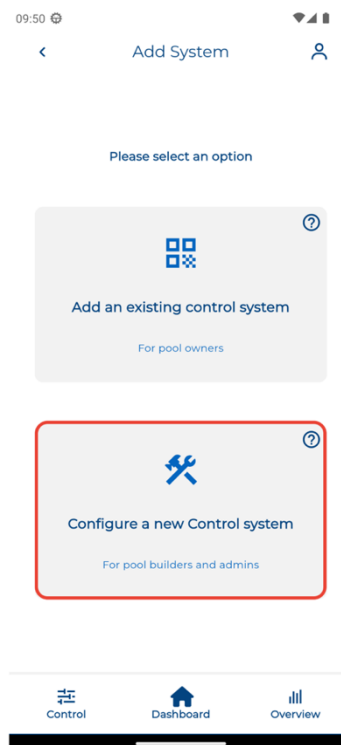 09:50
Add System
Please select an option
Add an existing control system
For pool owners
Configure a new Control system
For pool builders and admins
Control
Dashboard
Overview